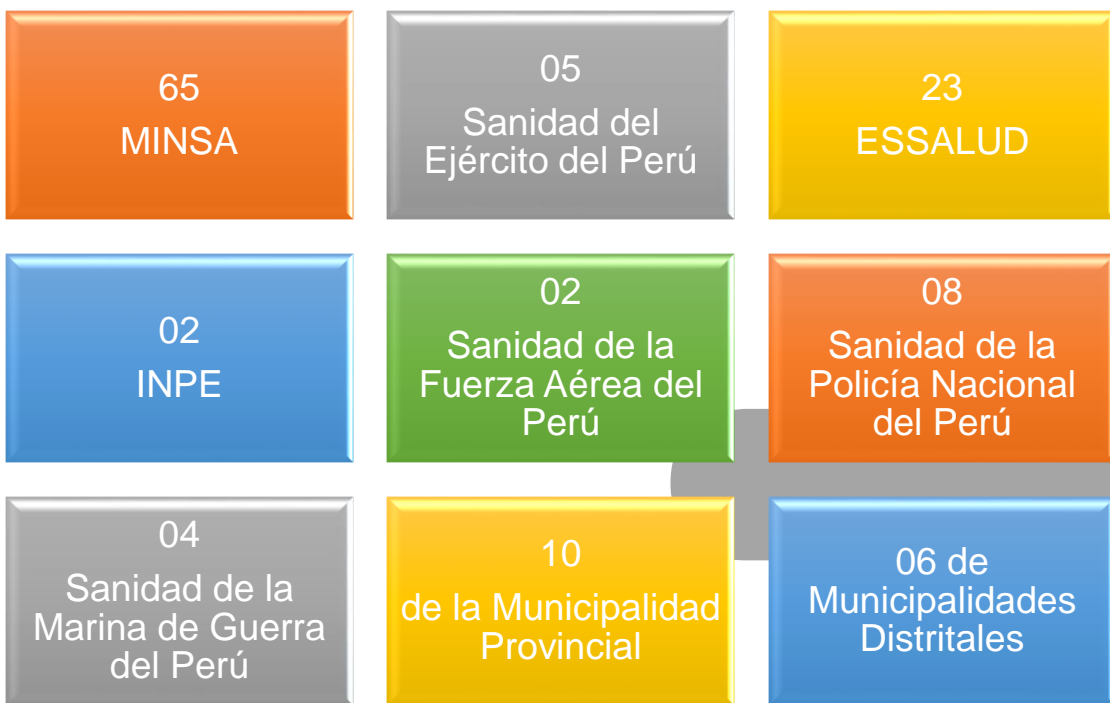 65
MINSA
05
Sanidad del
Ejército del Perú
23
ESSALUD
02
INPE
02
Sanidad de la
Fuerza Aérea del
Perú
08
Sanidad de la
Policía Nacional
del Perú
04
Sanidad de la
Marina de Guerra
del Perú
10
de la Municipalidad
Provincial
06 de
Municipalidades
Distritales